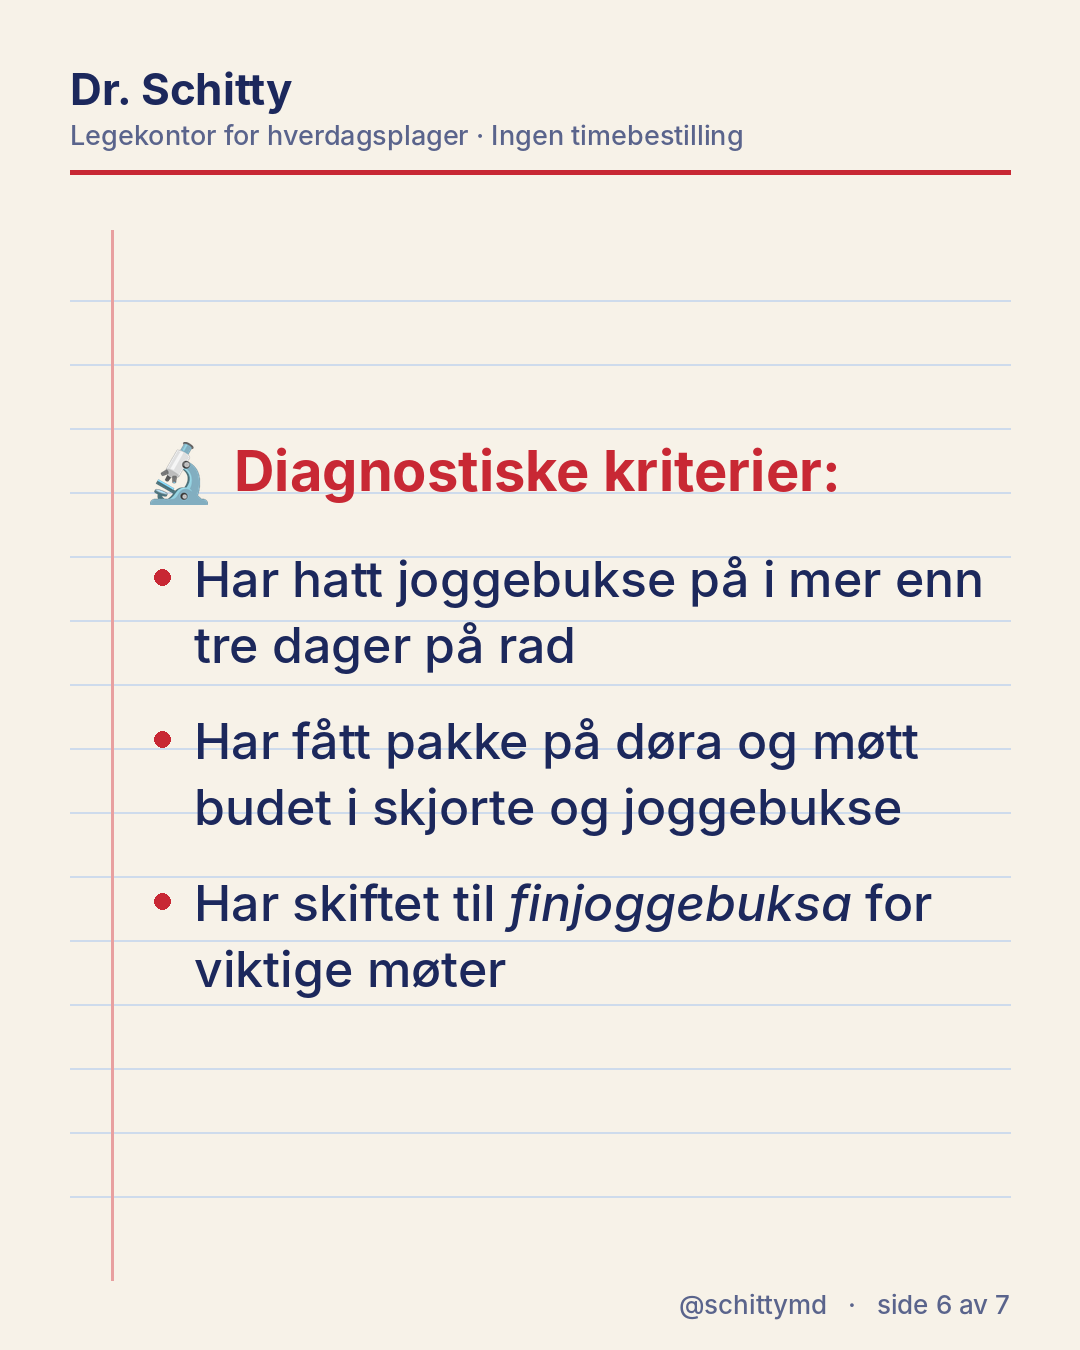 Dr. Schitty
Legekontor for hverdagsplager · Ingen timebestilling
🔬 Diagnostiske kriterier:
• Har hatt joggebukse på i mer enn
tre dager på rad
• Har fått pakke på døra og møtt
budet i skjorte og joggebukse
• Har skiftet til finjoggebuksa for
viktige møter
@schittymd · side 6 av 7